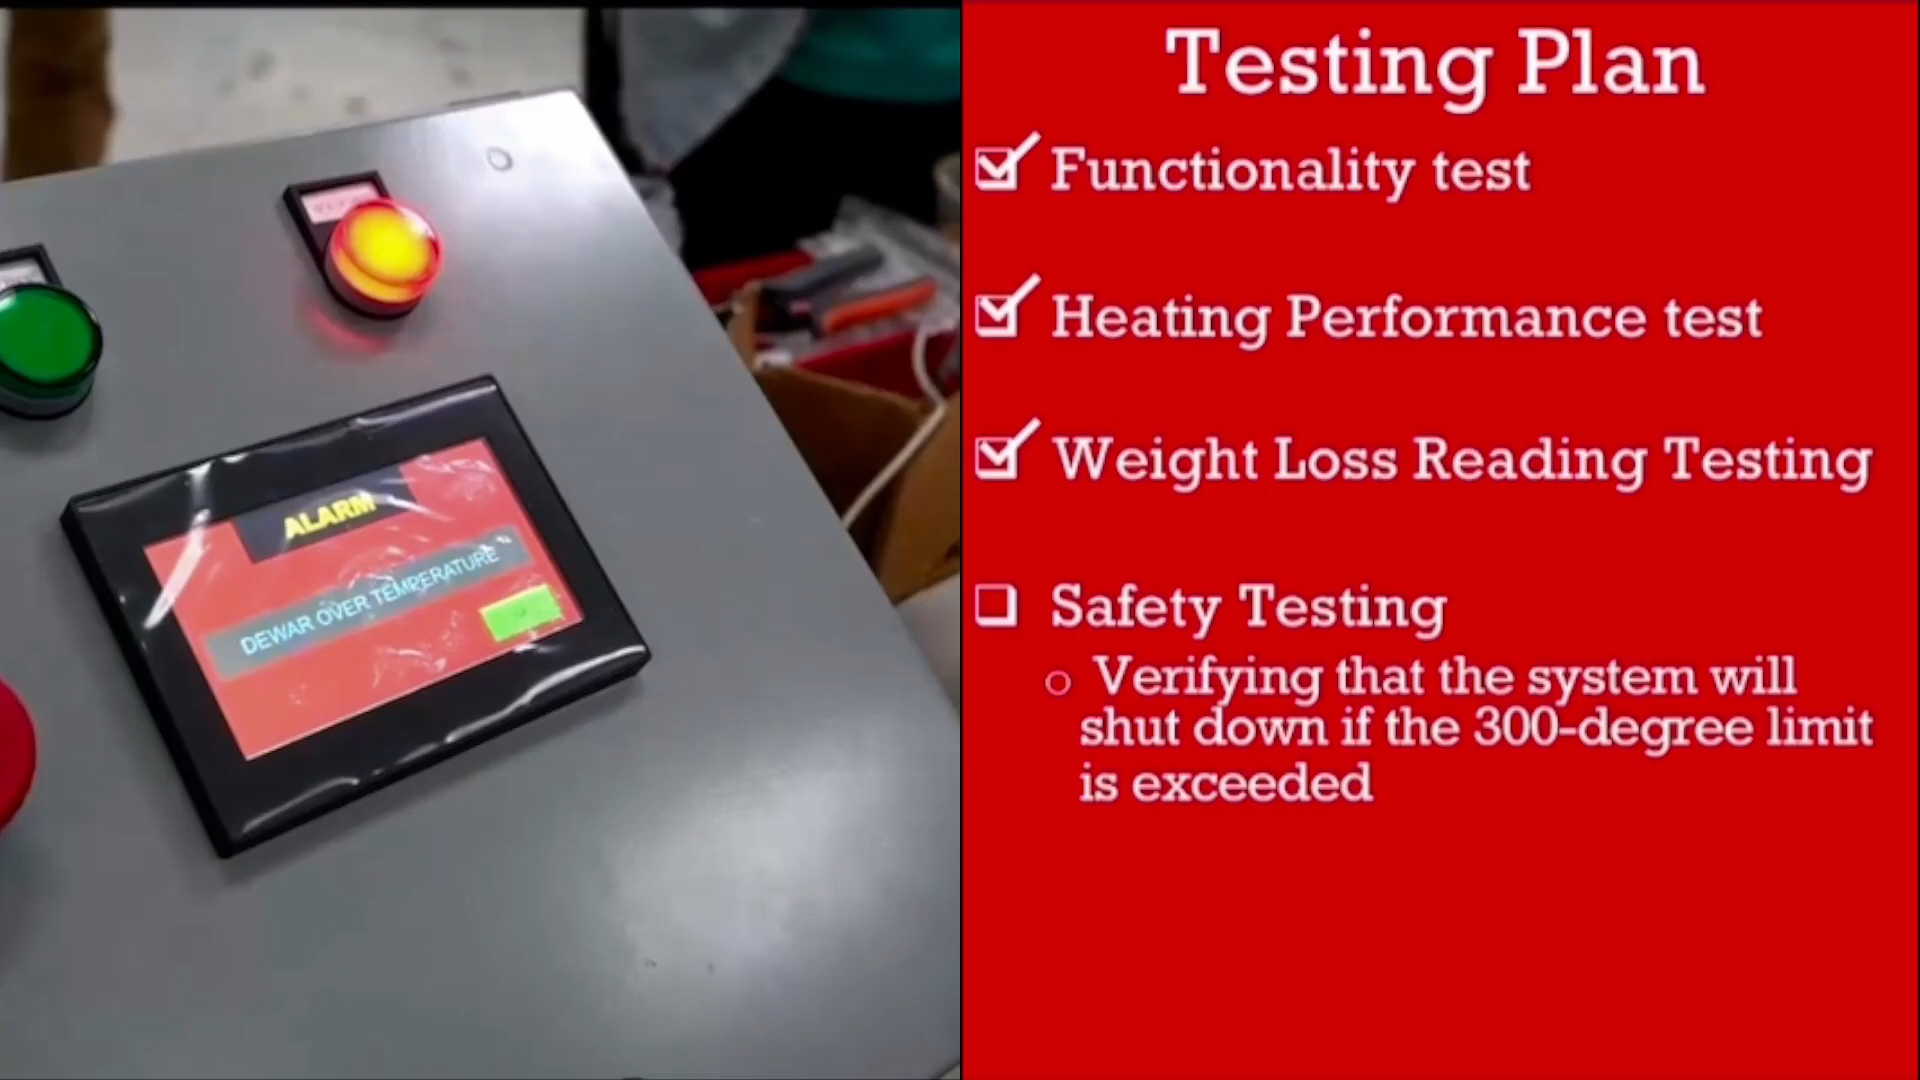 ALARM
DEWAR OVER TEMPERATURE
Testing Plan
Functionality test
Heating Performance test
Weight Loss Reading Testing
Safety Testing
Verifying that the system will
shut down if the 300-degree limit
is exceeded